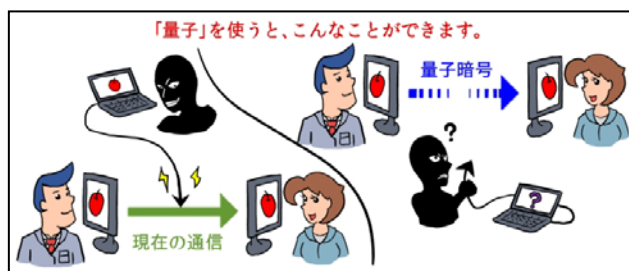 「量子」を使うと、こんなことができます。
量子暗号
?
?
現在の通信